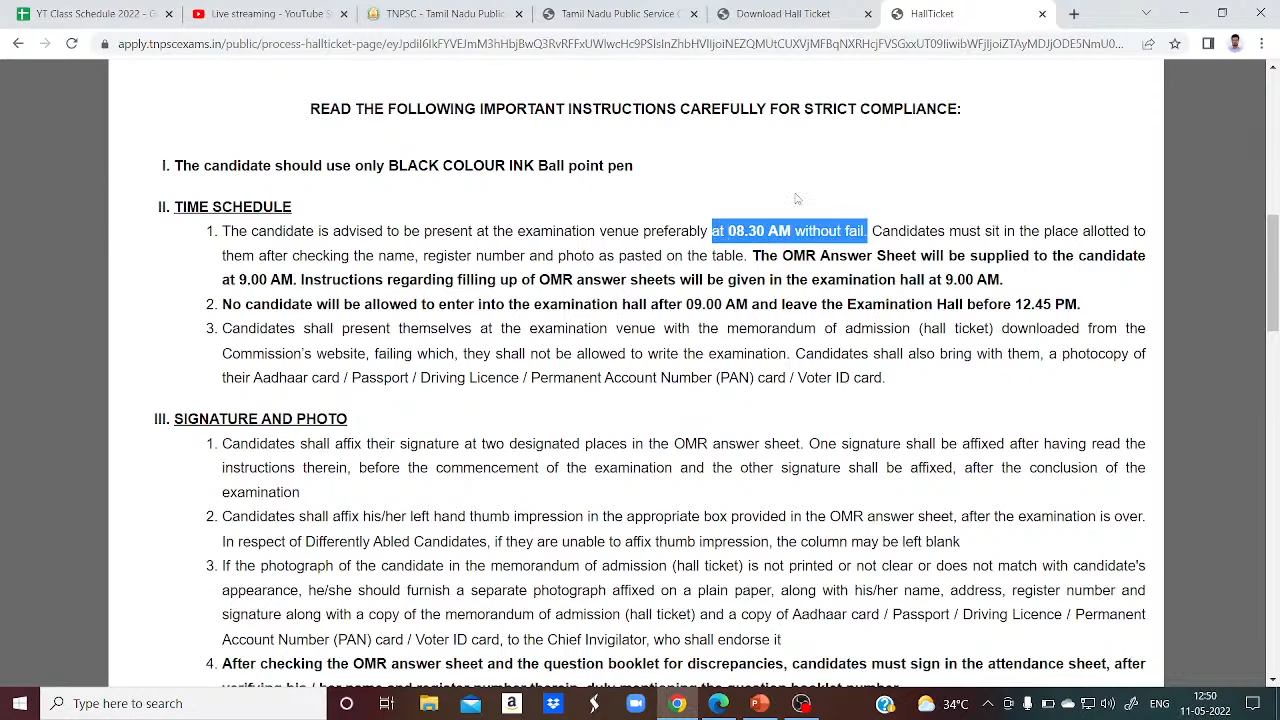 YT Class Schedule 2022 - G
Live streaming - YouTube S
TNPSC - Tamil Nadu Public
Tamil Nadu Public Service C
Download Hall Ticket
HallTicket
READ THE FOLLOWING IMPORTANT INSTRUCTIONS CAREFULLY FOR STRICT COMPLIANCE:
I. The candidate should use only BLACK COLOUR INK Ball point pen
II. TIME SCHEDULE
1. The candidate is advised to be present at the examination venue preferably at 08.30 AM without fail. Candidates must sit in the place allotted to
them after checking the name, register number and photo as pasted on the table. The OMR Answer Sheet will be supplied to the candidate
at 9.00 AM. Instructions regarding filling up of OMR answer sheets will be given in the examination hall at 9.00 AM.
2. No candidate will be allowed to enter into the examination hall after 09.00 AM and leave the Examination Hall before 12.45 PM.
3. Candidates shall present themselves at the examination venue with the memorandum of admission (hall ticket) downloaded from the
Commission's website, failing which, they shall not be allowed to write the examination. Candidates shall also bring with them, a photocopy of
their Aadhaar card / Passport / Driving Licence / Permanent Account Number (PAN) card / Voter ID card.
III. SIGNATURE AND PHOTO
1. Candidates shall affix their signature at two designated places in the OMR answer sheet. One signature shall be affixed after having read the
instructions therein, before the commencement of the examination and the other signature shall be affixed, after the conclusion of the
examination
2. Candidates shall affix his/her left hand thumb impression in the appropriate box provided in the OMR answer sheet, after the examination is over.
In respect of Differently Abled Candidates, if they are unable to affix thumb impression, the column may be left blank
3. If the photograph of the candidate in the memorandum of admission (hall ticket) is not printed or not clear or does not match with candidate's
appearance, he/she should furnish a separate photograph affixed on a plain paper, along with his/her name, address, register number and
signature along with a copy of the memorandum of admission (hall ticket) and a copy of Aadhaar card / Passport / Driving Licence / Permanent
Account Number (PAN) card / Voter ID card, to the Chief Invigilator, who shall endorse it
4. After checking the OMR answer sheet and the question booklet for discrepancies, candidates must sign in the attendance sheet, after
Type here to search
34°C
12:50
11-05-2022